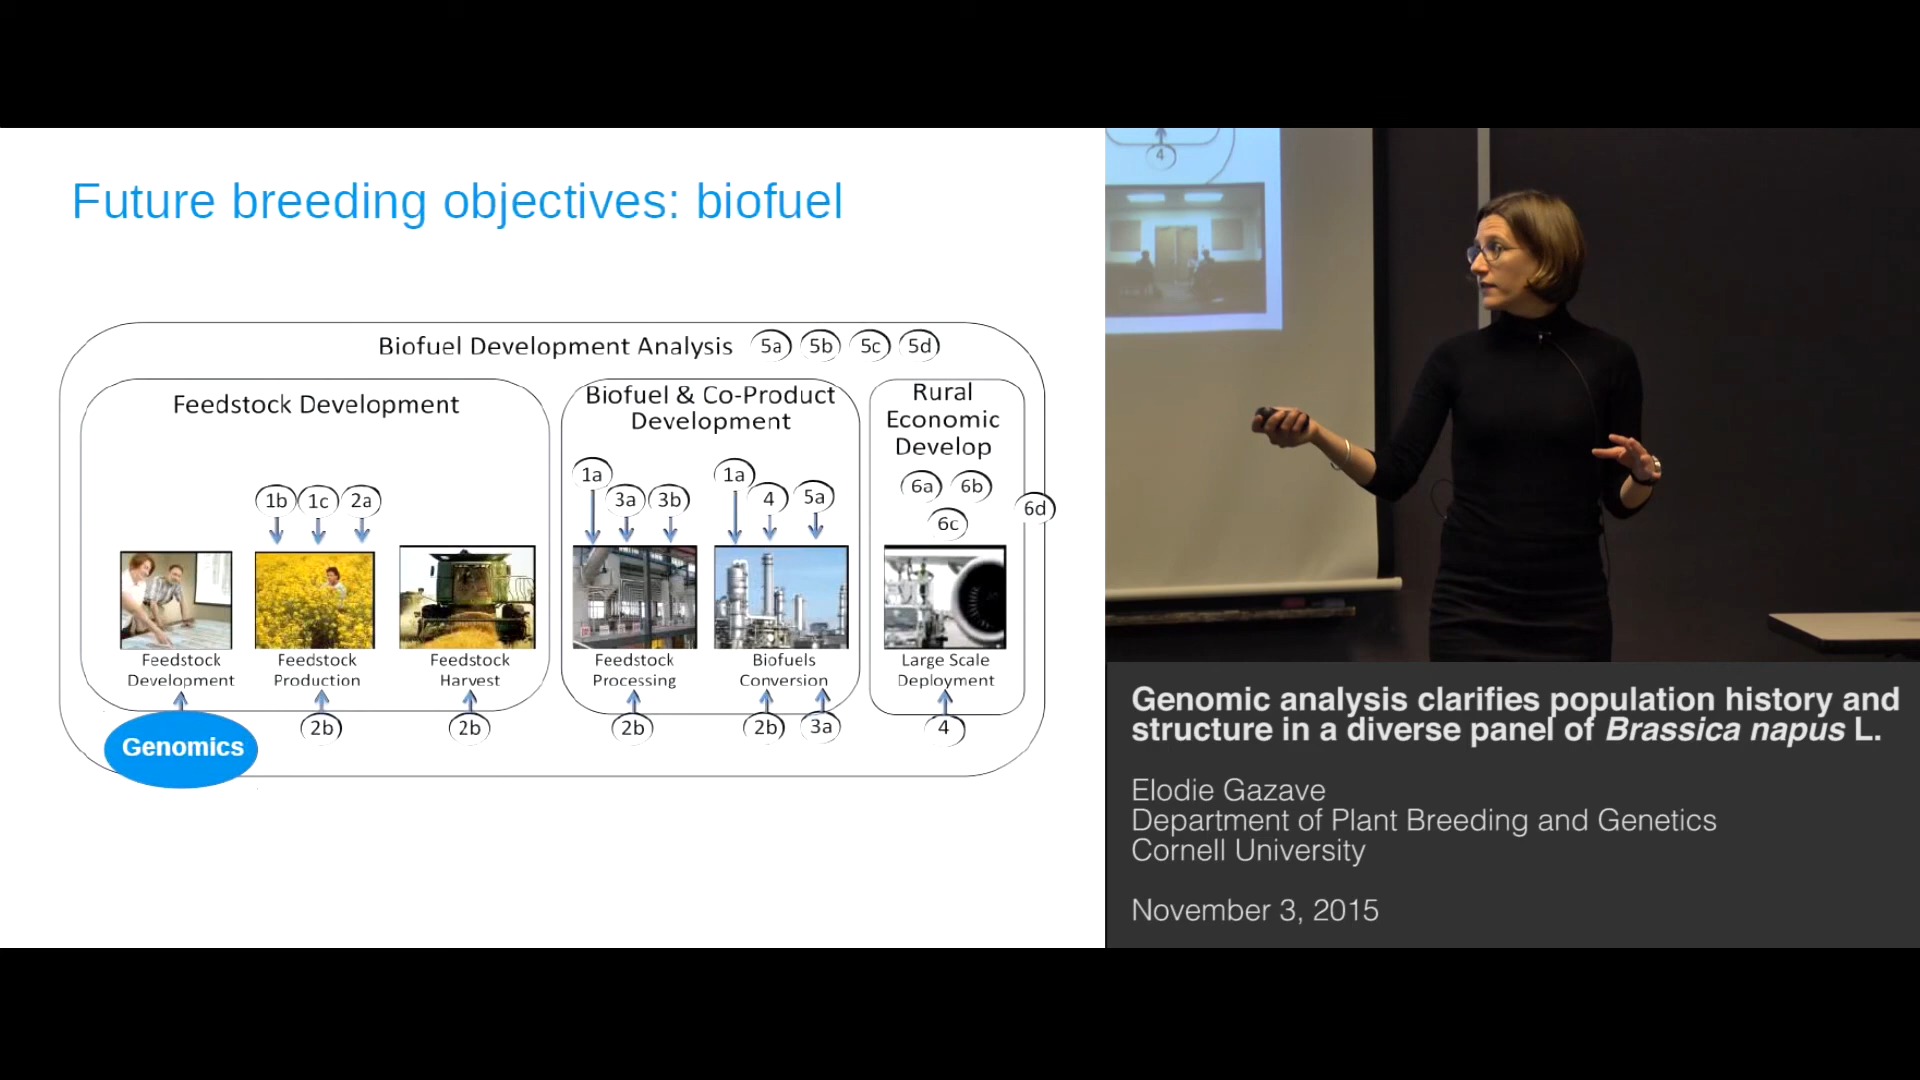 Future breeding objectives: biofuel
Biofuel Development Analysis 5a 5b 5c 5d
Feedstock Development
Biofuel & Co-Product
Development
Rural
Economic
Develop
1b 1c 2a
1a 3a 3b
1a 4 5a
6a 6b
6c
6d
Feedstock
Development
Feedstock
Production
Feedstock
Harvest
Feedstock
Processing
Biofuels
Conversion
Large Scale
Deployment
Genomics
2b
2b
2b
2b 3a
4
4
Genomic analysis clarifies population history and
structure in a diverse panel of Brassica napus L.
Elodie Gazave
Department of Plant Breeding and Genetics
Cornell University
November 3, 2015